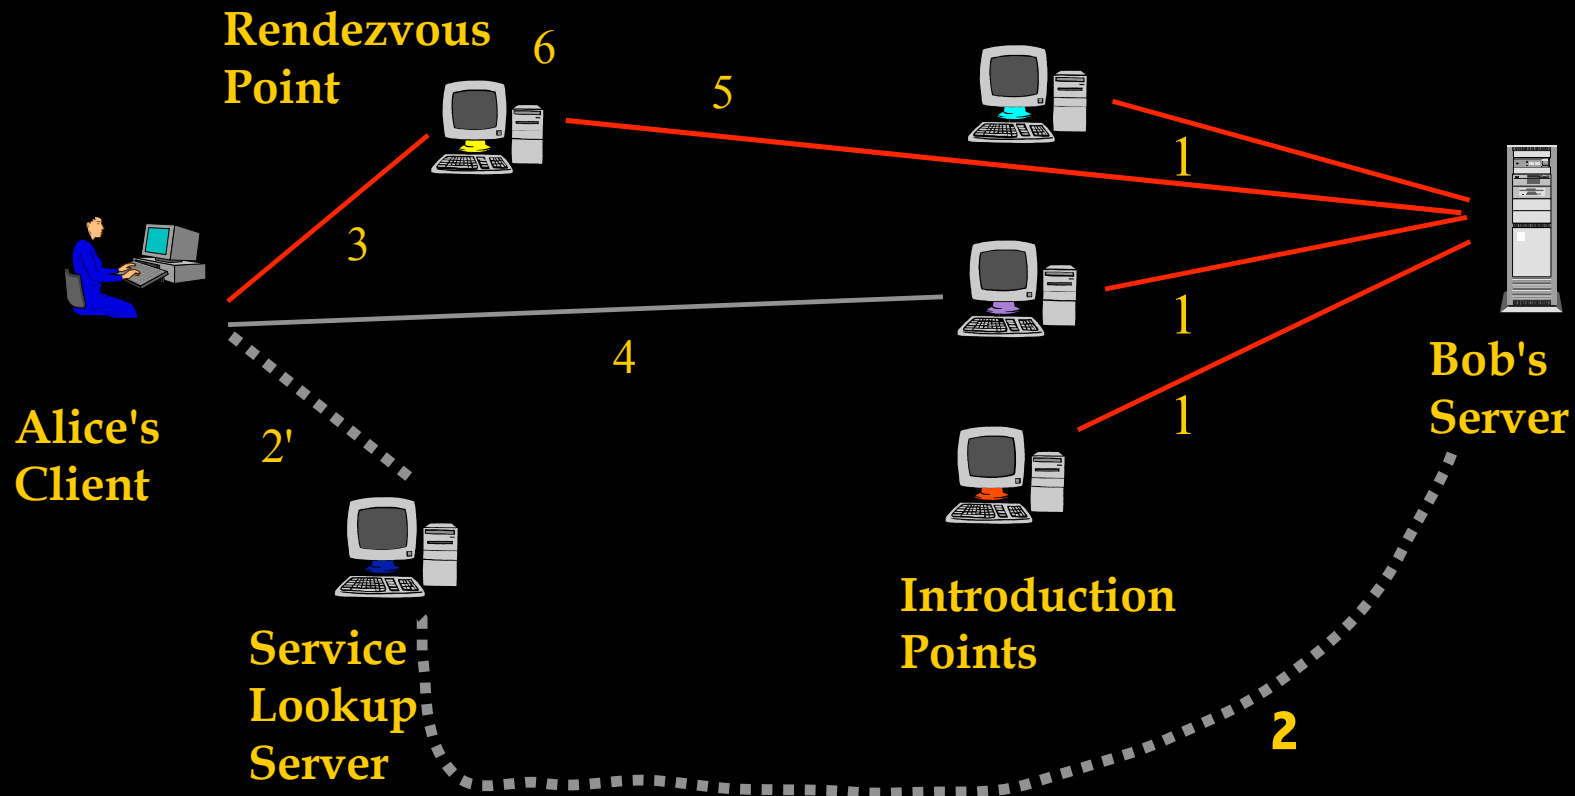 Rendezvous
Point
6
5
1
3
1
4
Bob's
Server
Alice's
Client
2'
1
Introduction
Points
Service
Lookup
Server
2